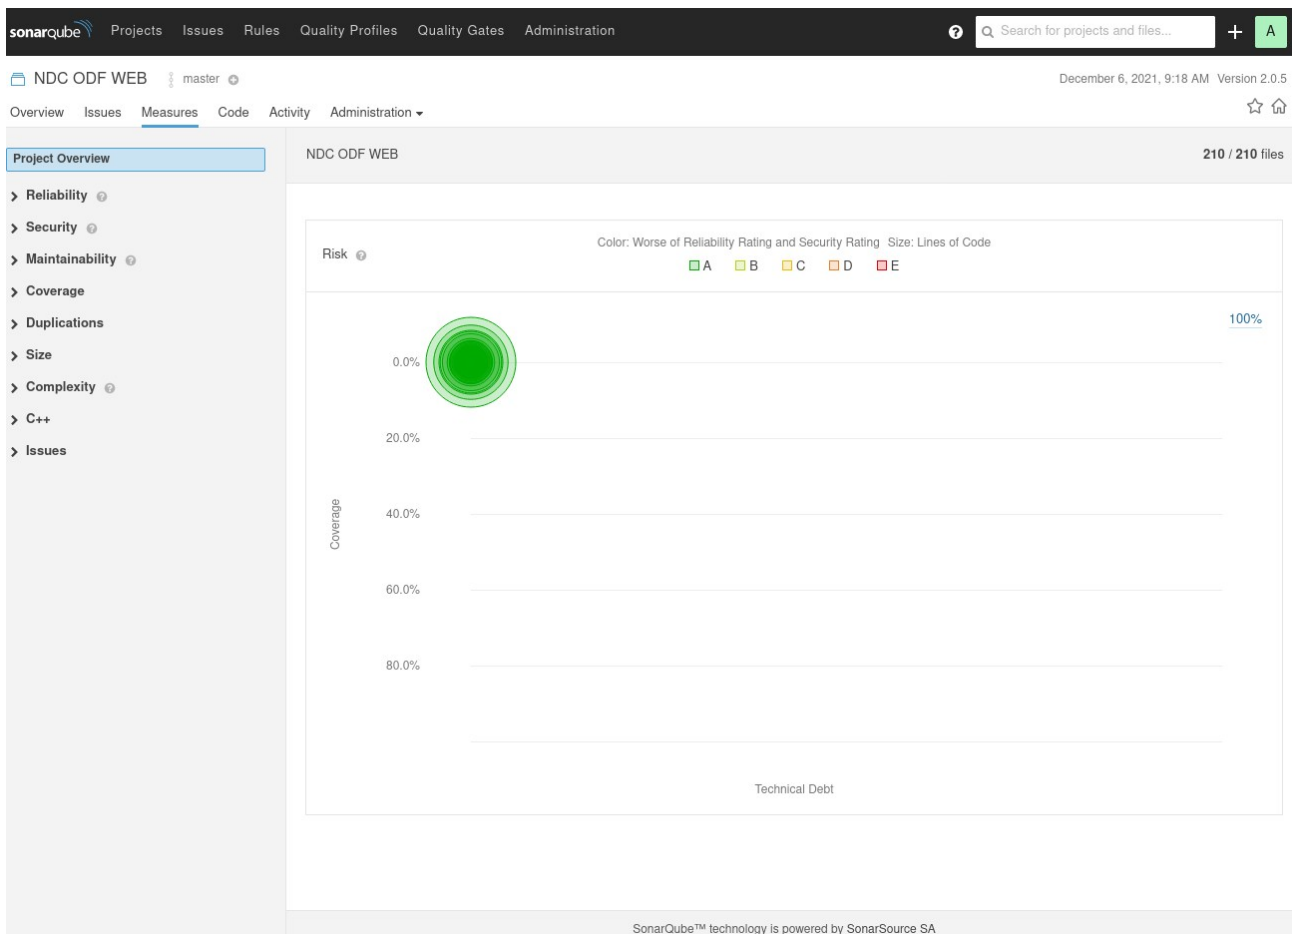 sonarqube Projects Issues Rules Quality Profiles Quality Gates Administration ? Search for projects and files... + A
NDC ODF WEB master December 6, 2021, 9:18 AM Version 2.0.5
Overview Issues Measures Code Activity Administration
Project Overview
Reliability ?
Security ?
Maintainability ?
Coverage
Duplications
Size
Complexity ?
C++
Issues
NDC ODF WEB 210 / 210 files
Risk ? Color: Worse of Reliability Rating and Security Rating Size: Lines of Code
A B C D E
100%
0.0%
20.0%
40.0%
60.0%
80.0%
Coverage
Technical Debt
SonarQube™ technology is powered by SonarSource SA